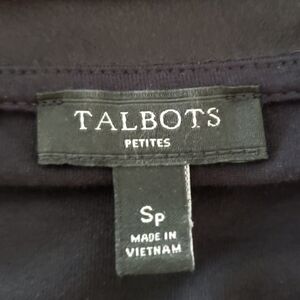 TALBOTS
PETITES
Sp
MADE IN
VIETNAM